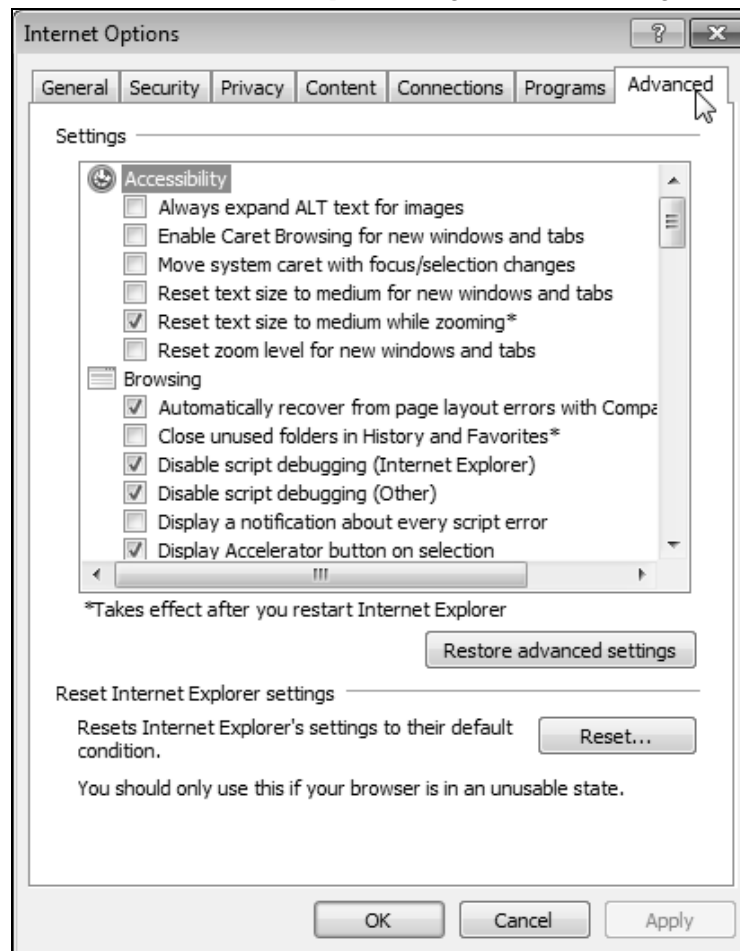 Internet Options
General Security Privacy Content Connections Programs Advanced
Settings
Accessibility
Always expand ALT text for images
Enable Caret Browsing for new windows and tabs
Move system caret with focus/selection changes
Reset text size to medium for new windows and tabs
Reset text size to medium while zooming*
Reset zoom level for new windows and tabs
Browsing
Automatically recover from page layout errors with Compa
Close unused folders in History and Favorites*
Disable script debugging (Internet Explorer)
Disable script debugging (Other)
Display a notification about every script error
Display Accelerator button on selection
*Takes effect after you restart Internet Explorer
Restore advanced settings
Reset Internet Explorer settings
Resets Internet Explorer's settings to their default
condition.
Reset...
You should only use this if your browser is in an unusable state.
OK Cancel Apply